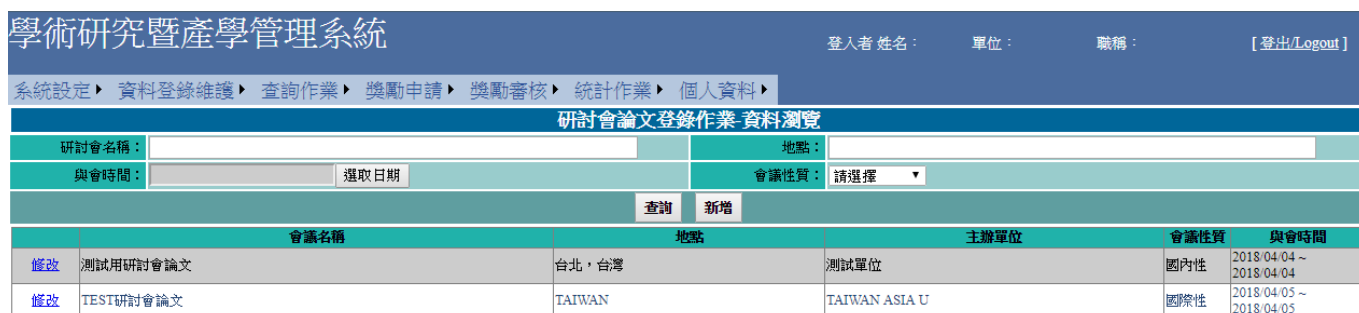 學術研究暨產學管理系統
登入者 姓名： 單位： 職稱： [ 登出/Logout ]
系統設定 資料登錄維護 查詢作業 獎勵申請 獎勵審核 統計作業 個人資料
研討會論文登錄作業-資料瀏覽
研討會名稱： 地點：
與會時間： 選取日期 會議性質： 請選擇
查詢 新增
會議名稱 地點 主辦單位 會議性質 與會時間
修改 測試用研討會論文 台北，台灣 測試單位 國內性 2018/04/04 ~
2018/04/04
修改 TEST研討會論文 TAIWAN TAIWAN ASIA U 國際性 2018/04/05 ~
2018/04/05